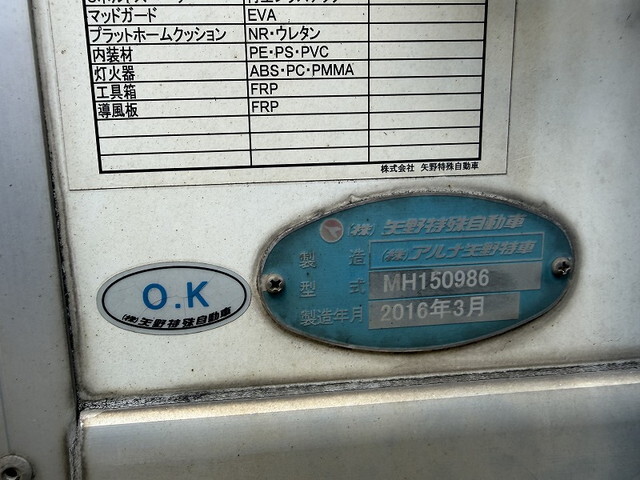 マッドガード EVA
プラットホームクッション NR・ウレタン
内装材 PE・PS・PVC
灯火器 ABS・PC・PMMA
工具箱 FRP
導風板 FRP
株式会社 矢野特殊自動車
(株) 矢野特殊自動車
製造 (株) アルナ矢野特車
型式 MH150986
製造年月 2016年3月
O.K
(株)矢野特殊自動車